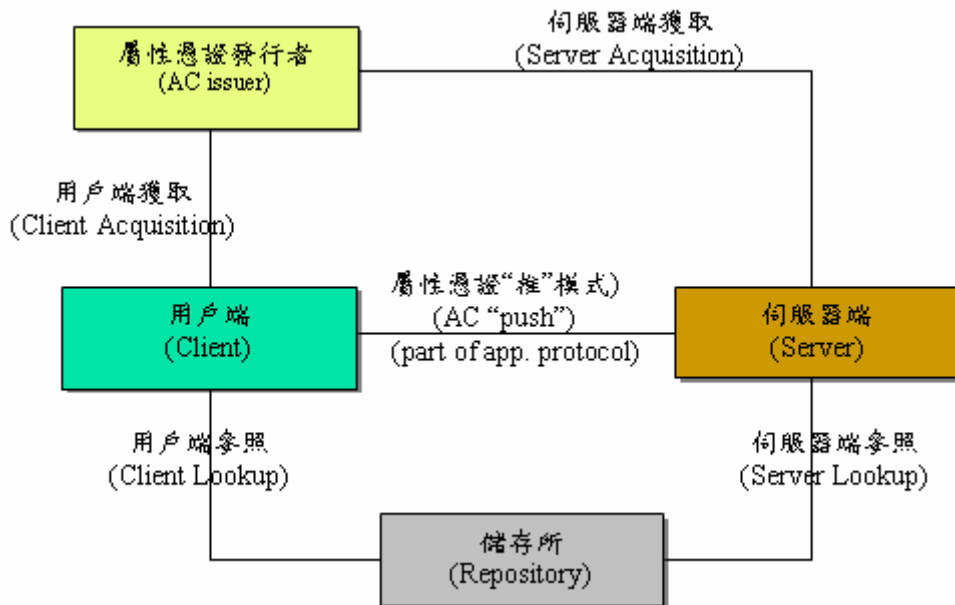 伺服器端獲取
(Server Acquisition)
屬性憑證發行者
(AC issuer)
用戶端獲取
(Client Acquisition)
屬性憑證“推”模式)
(AC “push”)
(part of app. protocol)
用戶端
(Client)
伺服器端
(Server)
用戶端參照
(Client Lookup)
伺服器端參照
(Server Lookup)
儲存所
(Repository)